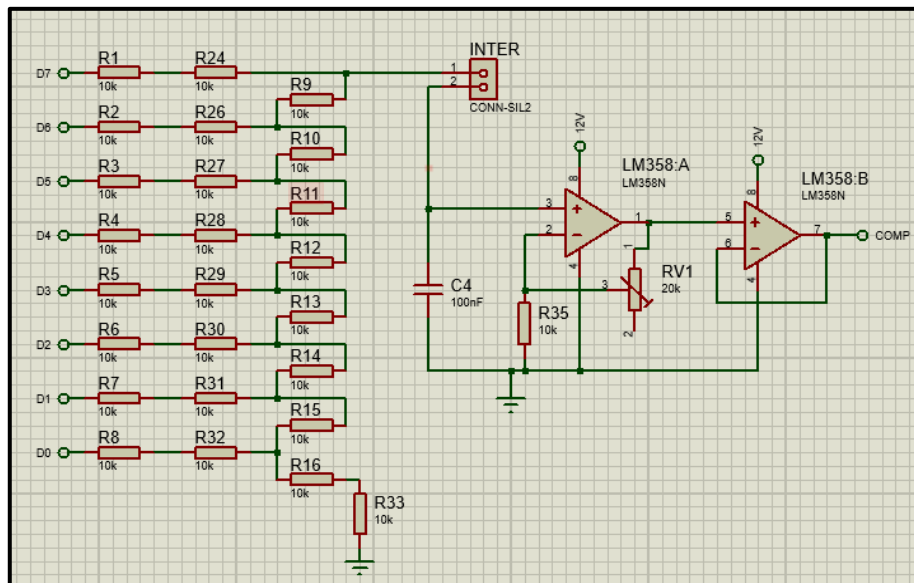 INTER
R1
R24
D7
1
10k
10k
R9
2
CONN-SIL2
10k
R2
R26
D6
10k
10k
R10
12V
12V
10k
R3
R27
LM358:A
D5
LM358N
10k
10k
R11
8
8
LM358:B
LM358N
10k
R4
R28
3
1
5
7
COMP
D4
2
6
10k
10k
R12
4
1
4
10k
RV1
R5
R29
C4
3
20k
D3
100nF
10k
10k
R13
R35
10k
10k
2
R6
R30
D2
10k
10k
R14
10k
R7
R31
D1
10k
10k
R15
10k
R8
R32
D0
10k
10k
R16
10k
R33
10k